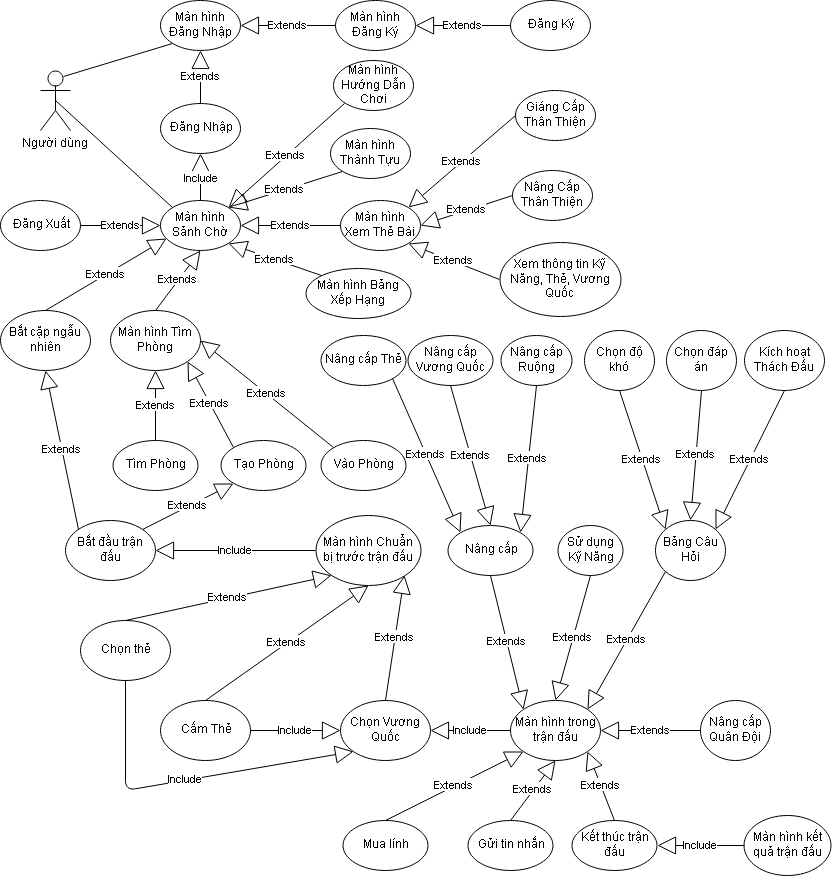 Màn hình
Đăng Nhập
Extends
Màn hình
Đăng Ký
Extends
Đăng Ký
Extends
Người dùng
Đăng Nhập
Include
Màn hình
Hướng Dẫn
Chơi
Extends
Màn hình
Thành Tựu
Extends
Giáng Cấp
Thân Thiện
Extends
Nâng Cấp
Thân Thiện
Extends
Đăng Xuất
Extends
Màn hình
Sảnh Chờ
Extends
Màn hình
Xem Thẻ Bài
Extends
Xem thông tin Kỹ
Năng, Thẻ, Vương
Quốc
Extends
Màn hình Bảng
Xếp Hạng
Extends
Extends
Bắt cặp ngẫu
nhiên
Màn hình Tìm
Phòng
Nâng cấp Thẻ
Nâng cấp
Vương Quốc
Nâng cấp
Ruộng
Chọn độ
khó
Chọn đáp
án
Kích hoạt
Thách Đấu
Extends
Extends
Extends
Extends
Tìm Phòng
Tạo Phòng
Vào Phòng
Extends
Extends
Extends
Extends
Extends
Extends
Extends
Bắt đầu trận
đấu
Include
Màn hình Chuẩn
bị trước trận đấu
Nâng cấp
Sử dụng
Kỹ Năng
Bảng Câu
Hỏi
Extends
Extends
Extends
Extends
Extends
Extends
Chọn thẻ
Cấm Thẻ
Include
Chọn Vương
Quốc
Include
Màn hình trong
trận đấu
Extends
Nâng cấp
Quân Đội
Include
Extends
Extends
Extends
Mua lính
Gửi tin nhắn
Kết thúc trận
đấu
Include
Màn hình kết
quả trận đấu